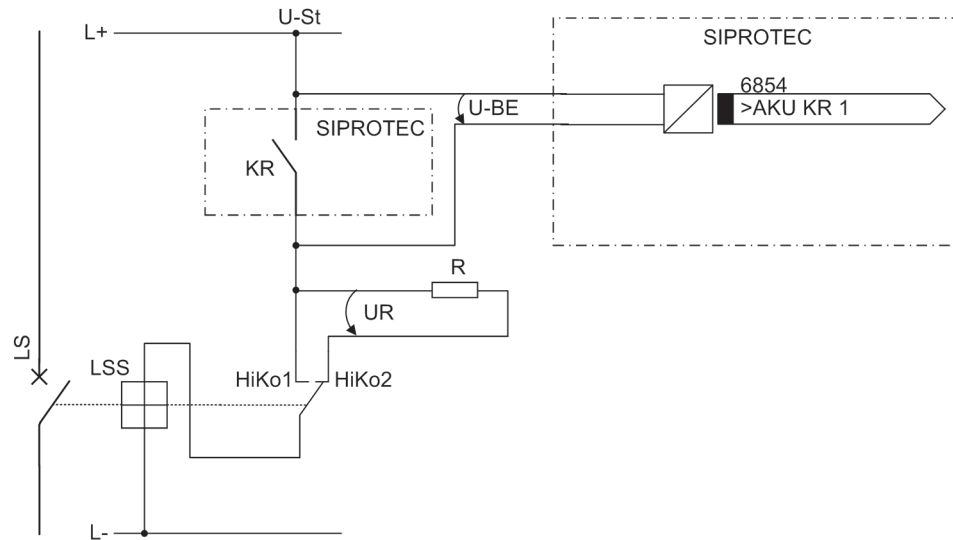 U-St
L+
SIPROTEC
6854
>AKU KR 1
U-BE
SIPROTEC
KR
R
UR
LS
LSS
HiKo1
HiKo2
L-